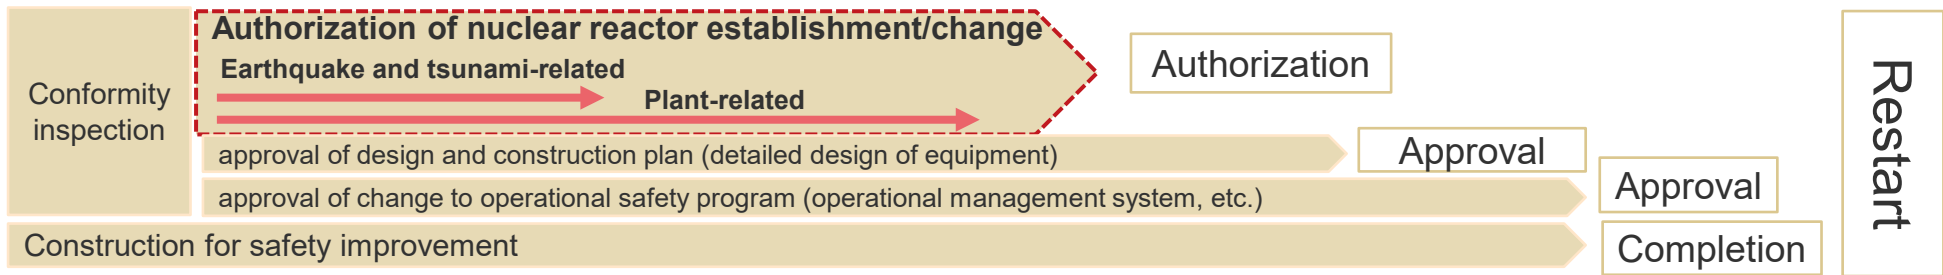 Conformity
inspection
Authorization of nuclear reactor establishment/change
Earthquake and tsunami-related
Plant-related
Authorization
approval of design and construction plan (detailed design of equipment)
Approval
approval of change to operational safety program (operational management system, etc.)
Approval
Construction for safety improvement
Completion
Restart